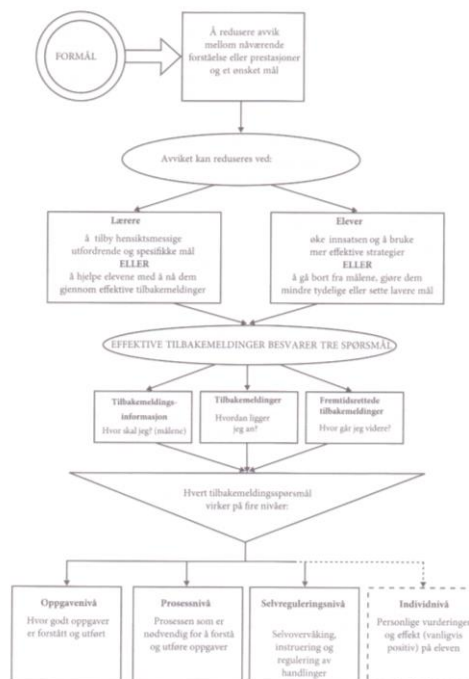 FORMÅL
Å redusere avvik
mellom nåværende
forståelse eller prestasjoner
og et ønsket mål
Avviket kan reduseres ved:
Lærere
å tilby hensiktsmessige
utfordrende og spesifikke mål
ELLER
å hjelpe elevene med å nå dem
gjennom effektive tilbakemeldinger
Elever
øke innsatsen og å bruke
mer effektive strategier
ELLER
å gå bort fra målene, gjøre dem
mindre tydelige eller sette lavere mål
EFFEKTIVE TILBAKEMELDINGER BESVARER TRE SPØRSMÅL
Tilbakemeldings-
informasjon
Hvor skal jeg? (målene)
Tilbakemeldinger
Hvordan ligger
jeg an?
Fremtidsrettede
tilbakemeldinger
Hvor går jeg videre?
Hvert tilbakemeldingsspørsmål
virker på fire nivåer:
Oppgavenivå
Hvor godt oppgaver
er forstått og utført
Prosessnivå
Prosessen som er
nødvendig for å forstå
og utføre oppgaver
Selvreguleringsnivå
Selvovervåking,
instruering og
regulering av
handlinger
Individnivå
Personlige vurderinger
og effekt (vanligvis
positiv) på eleven